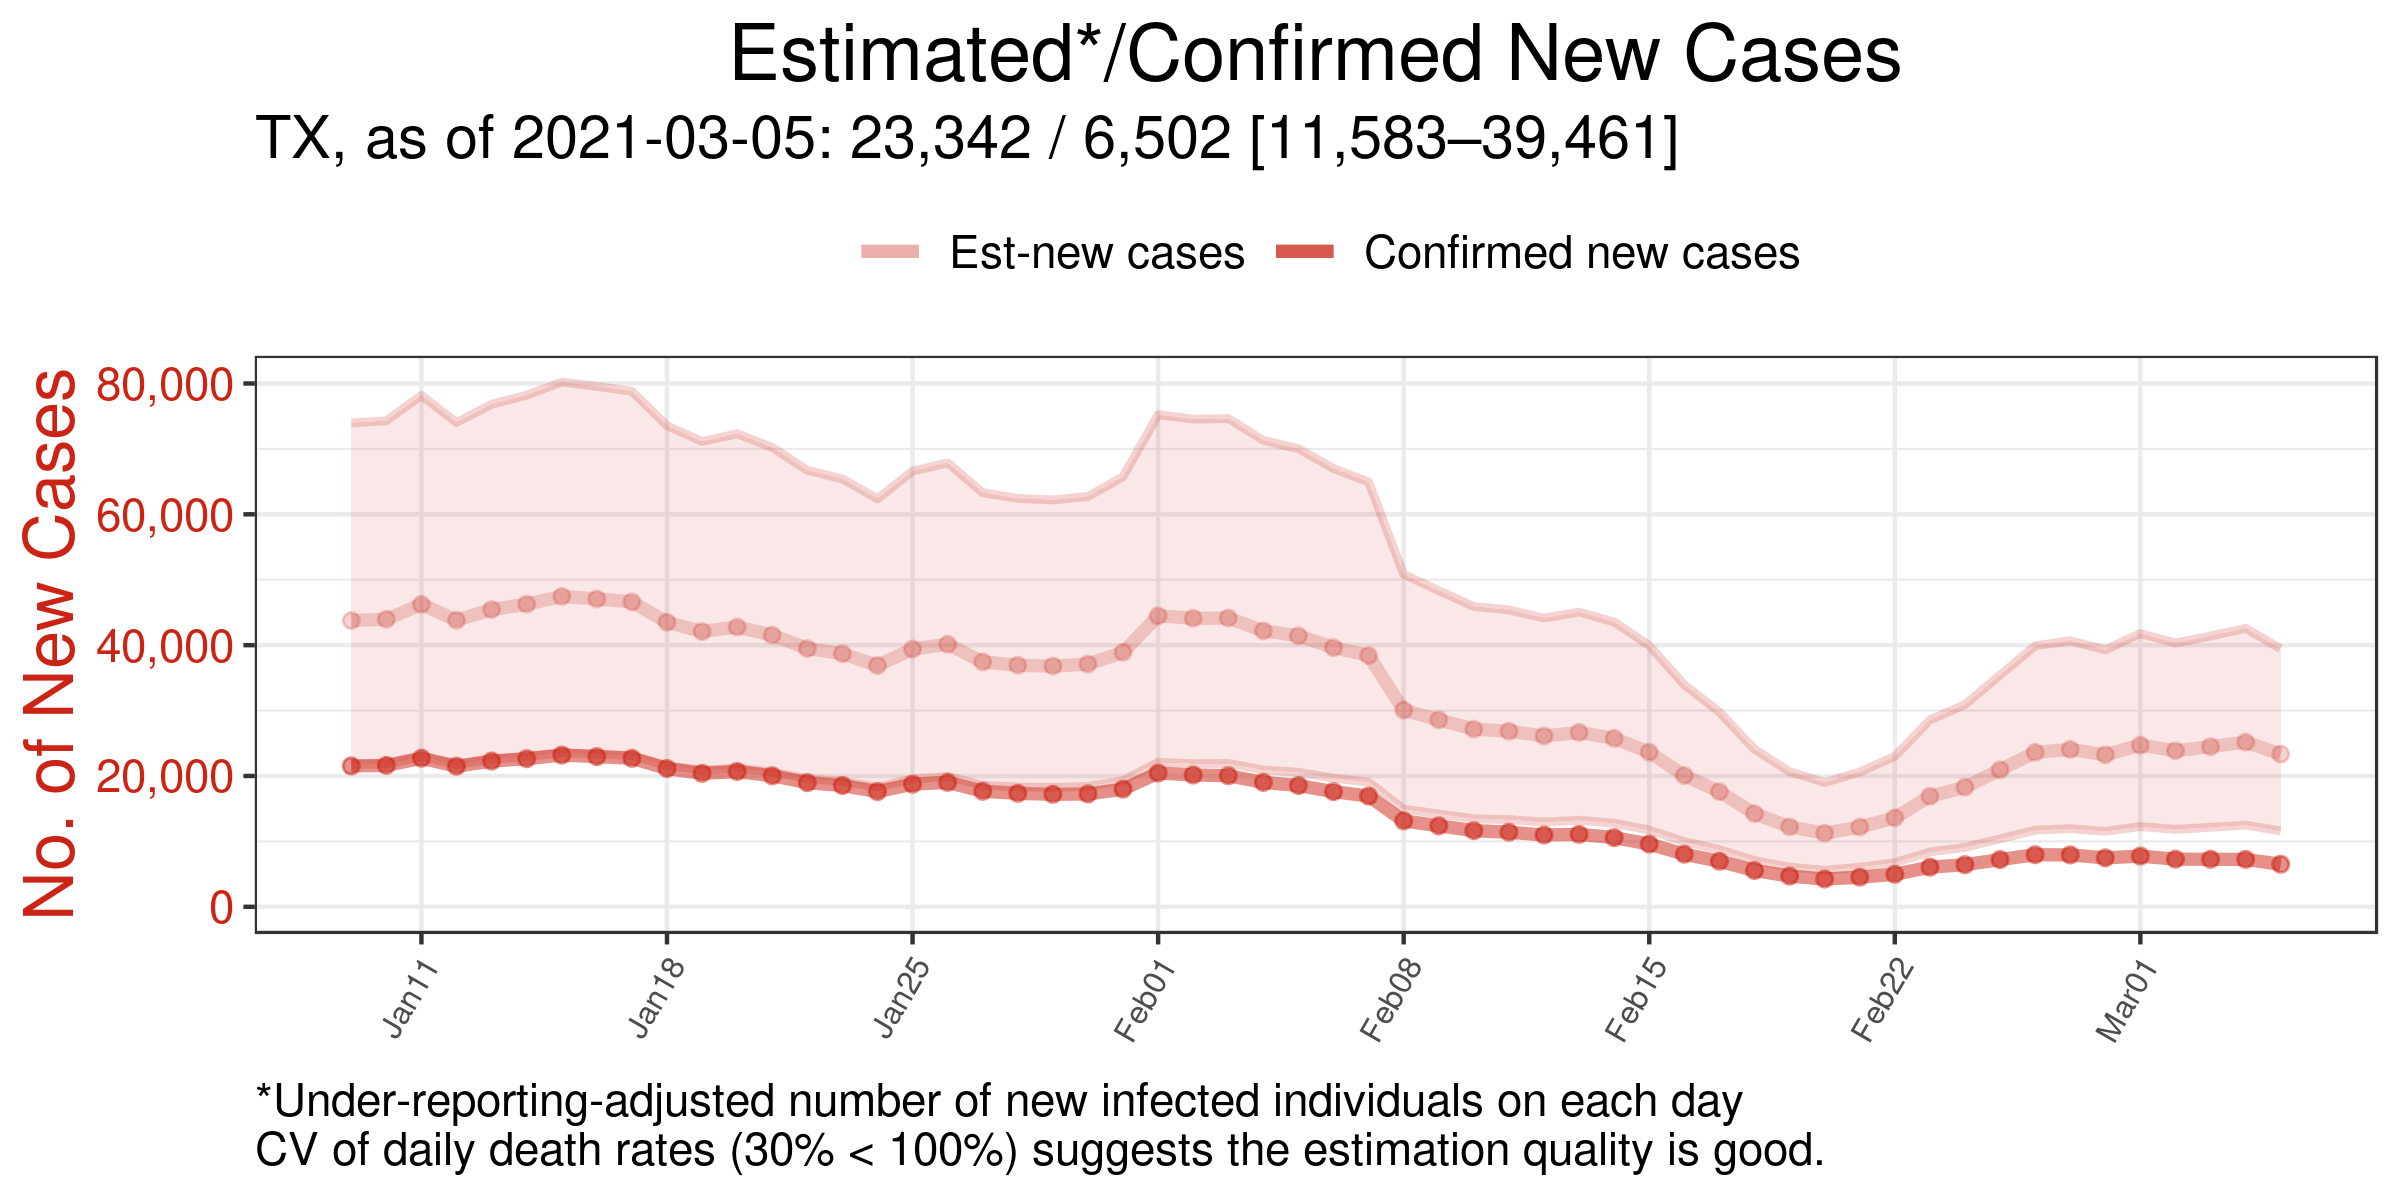 Estimated*/Confirmed New Cases
TX, as of 2021-03-05: 23,342 / 6,502 [11,583–39,461]
Est-new cases
Confirmed new cases
No. of New Cases
80,000
60,000
40,000
20,000
0
Jan11
Jan18
Jan25
Feb01
Feb08
Feb15
Feb22
Mar01
*Under-reporting-adjusted number of new infected individuals on each day
CV of daily death rates (30% < 100%) suggests the estimation quality is good.